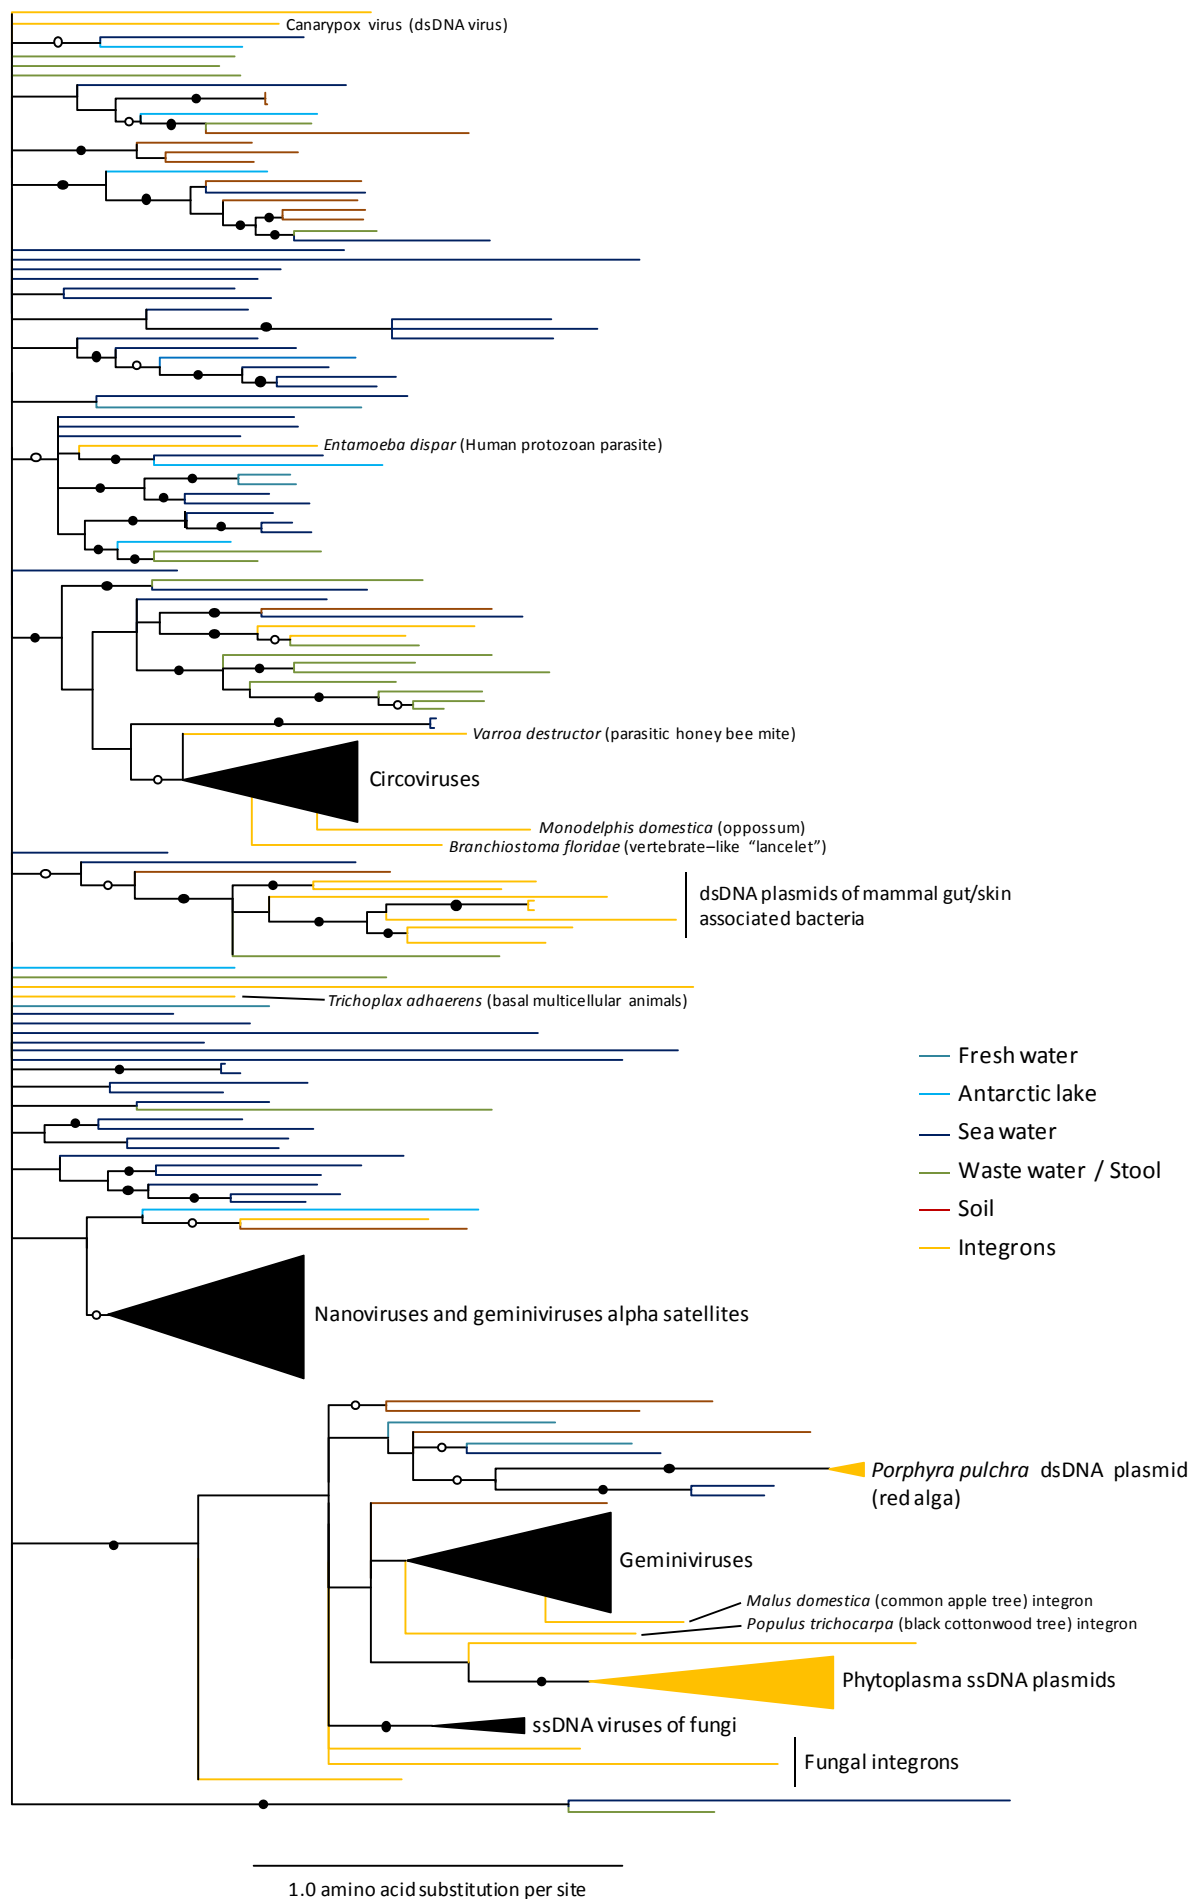 Canarypox virus (dsDNA virus)
Entamoeba dispar (Human protozoan parasite)
Varroa destructor (parasitic honey bee mite)
Circoviruses
Monodelphis domestica (oppossum)
Branchiostoma floridae (vertebrate–like “lancelet”)
dsDNA plasmids of mammal gut/skin
associated bacteria
Trichoplax adhaerens (basal multicellular animals)
Fresh water
Antarctic lake
Sea water
Waste water / Stool
Soil
Integrons
Nanoviruses and geminiviruses alpha satellites
Porphyra pulchra dsDNA plasmid
(red alga)
Geminiviruses
Malus domestica (common apple tree) integron
Populus trichocarpa (black cottonwood tree) integron
Phytoplasma ssDNA plasmids
ssDNA viruses of fungi
Fungal integrons
1.0 amino acid substitution per site